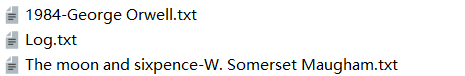 1984-George Orwell.txt
Log.txt
The moon and sixpence-W. Somerset Maugham.txt